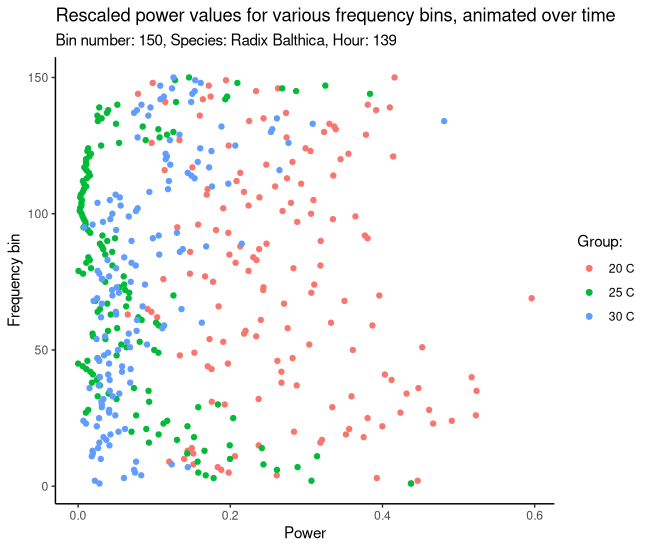 Rescaled power values for various frequency bins, animated over time
Bin number: 150, Species: Radix Balthica, Hour: 139
150
100
50
0
Frequency bin
0.0 0.2 0.4 0.6
Power
Group:
20 C
25 C
30 C